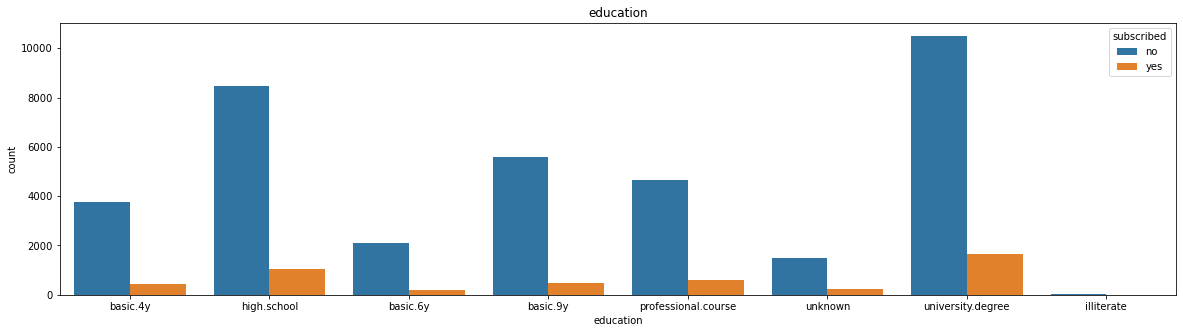 education
subscribed
no
yes
10000
8000
6000
4000
2000
0
count
basic.4y high.school basic.6y basic.9y professional.course unknown university.degree illiterate
education